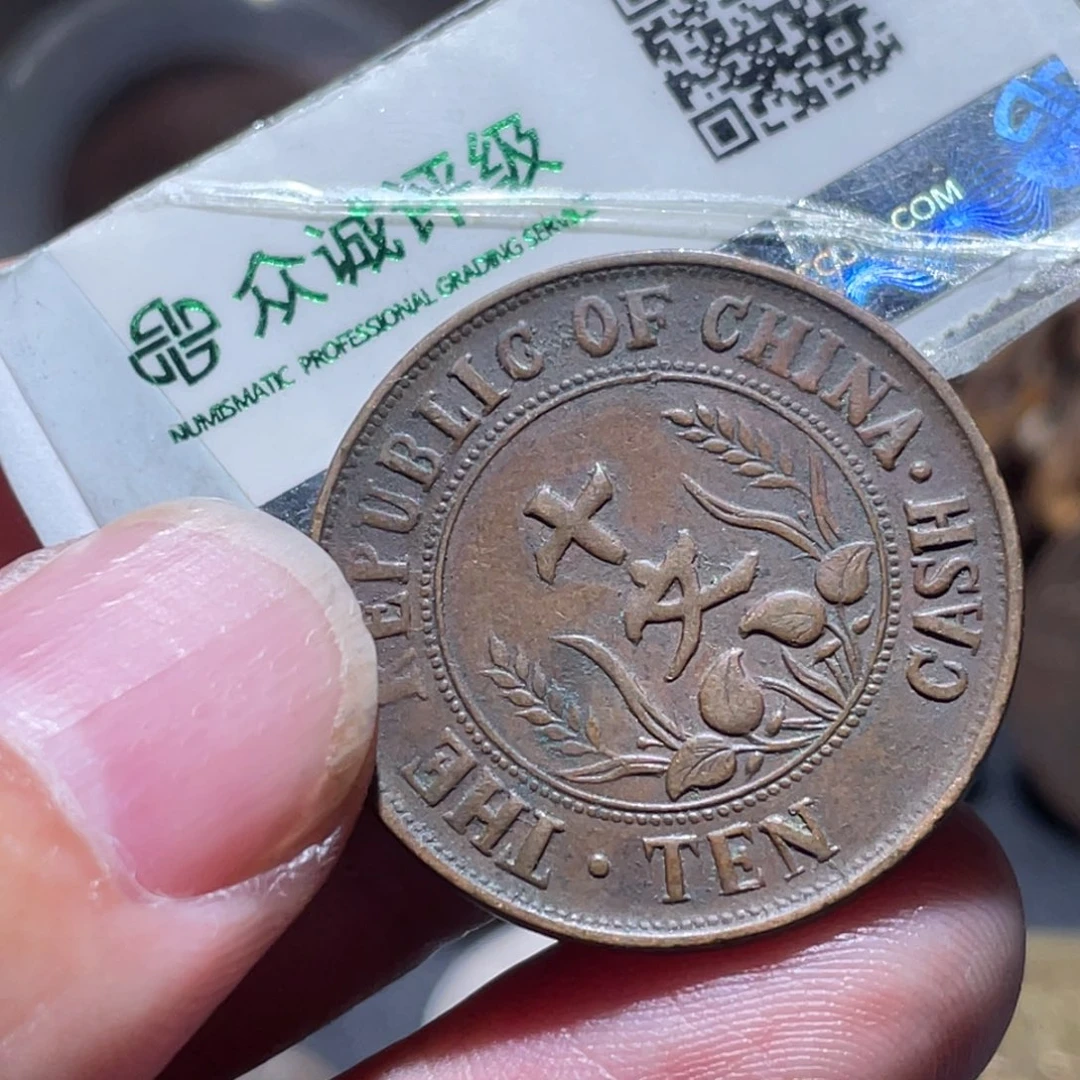 众诚评级
NUMISMATIC PROFESSIONAL GRADING SERVICE
.COM
THE REPUBLIC OF CHINA
十文
TEN CASH